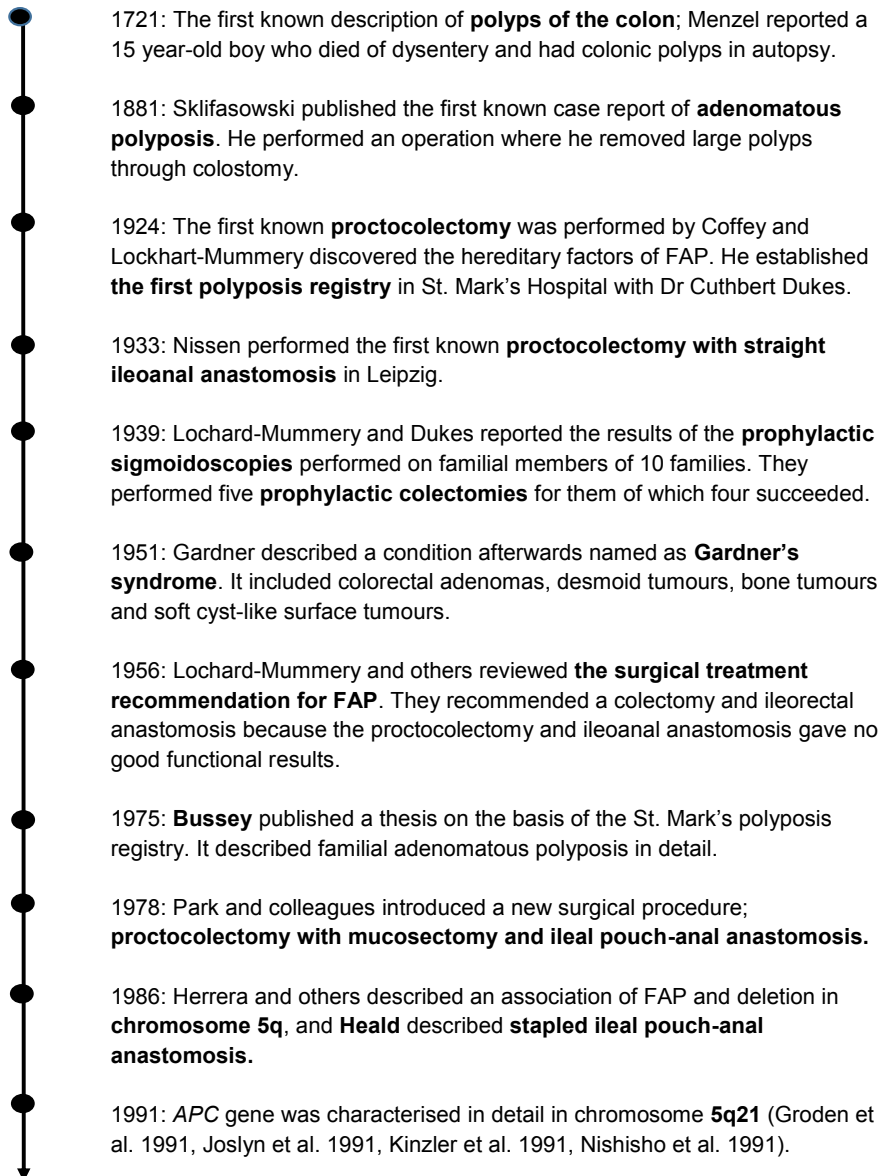 1721: The first known description of polyps of the colon; Menzel reported a
15 year-old boy who died of dysentery and had colonic polyps in autopsy.
1881: Sklifasowski published the first known case report of adenomatous
polyposis. He performed an operation where he removed large polyps
through colostomy.
1924: The first known proctocolectomy was performed by Coffey and
Lockhart-Mummery discovered the hereditary factors of FAP. He established
the first polyposis registry in St. Mark's Hospital with Dr Cuthbert Dukes.
1933: Nissen performed the first known proctocolectomy with straight
ileoanal anastomosis in Leipzig.
1939: Lochard-Mummery and Dukes reported the results of the prophylactic
sigmoidoscopies performed on familial members of 10 families. They
performed five prophylactic colectomies for them of which four succeeded.
1951: Gardner described a condition afterwards named as Gardner's
syndrome. It included colorectal adenomas, desmoid tumours, bone tumours
and soft cyst-like surface tumours.
1956: Lochard-Mummery and others reviewed the surgical treatment
recommendation for FAP. They recommended a colectomy and ileorectal
anastomosis because the proctocolectomy and ileoanal anastomosis gave no
good functional results.
1975: Bussey published a thesis on the basis of the St. Mark's polyposis
registry. It described familial adenomatous polyposis in detail.
1978: Park and colleagues introduced a new surgical procedure;
proctocolectomy with mucosectomy and ileal pouch-anal anastomosis.
1986: Herrera and others described an association of FAP and deletion in
chromosome 5q, and Heald described stapled ileal pouch-anal
anastomosis.
1991: APC gene was characterised in detail in chromosome 5q21 (Groden et
al. 1991, Joslyn et al. 1991, Kinzler et al. 1991, Nishisho et al. 1991).